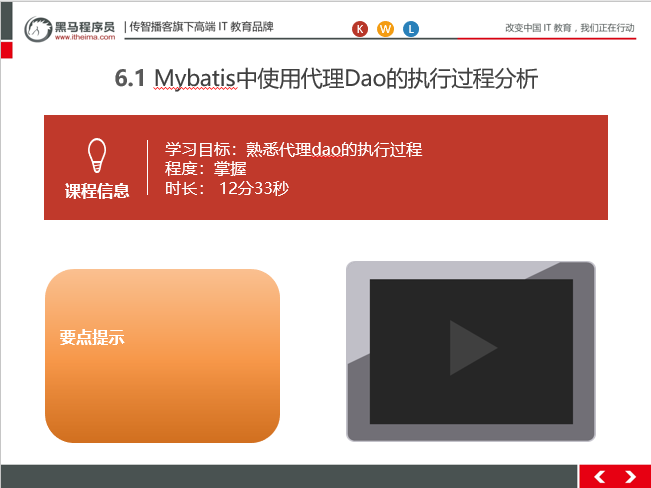 黑马程序员
www.itheima.com
传智播客旗下高端 IT 教育品牌
K W L
改变中国 IT 教育，我们正在行动
6.1 Mybatis中使用代理Dao的执行过程分析
课程信息
学习目标：熟悉代理dao的执行过程
程度：掌握
时长： 12分33秒
要点提示